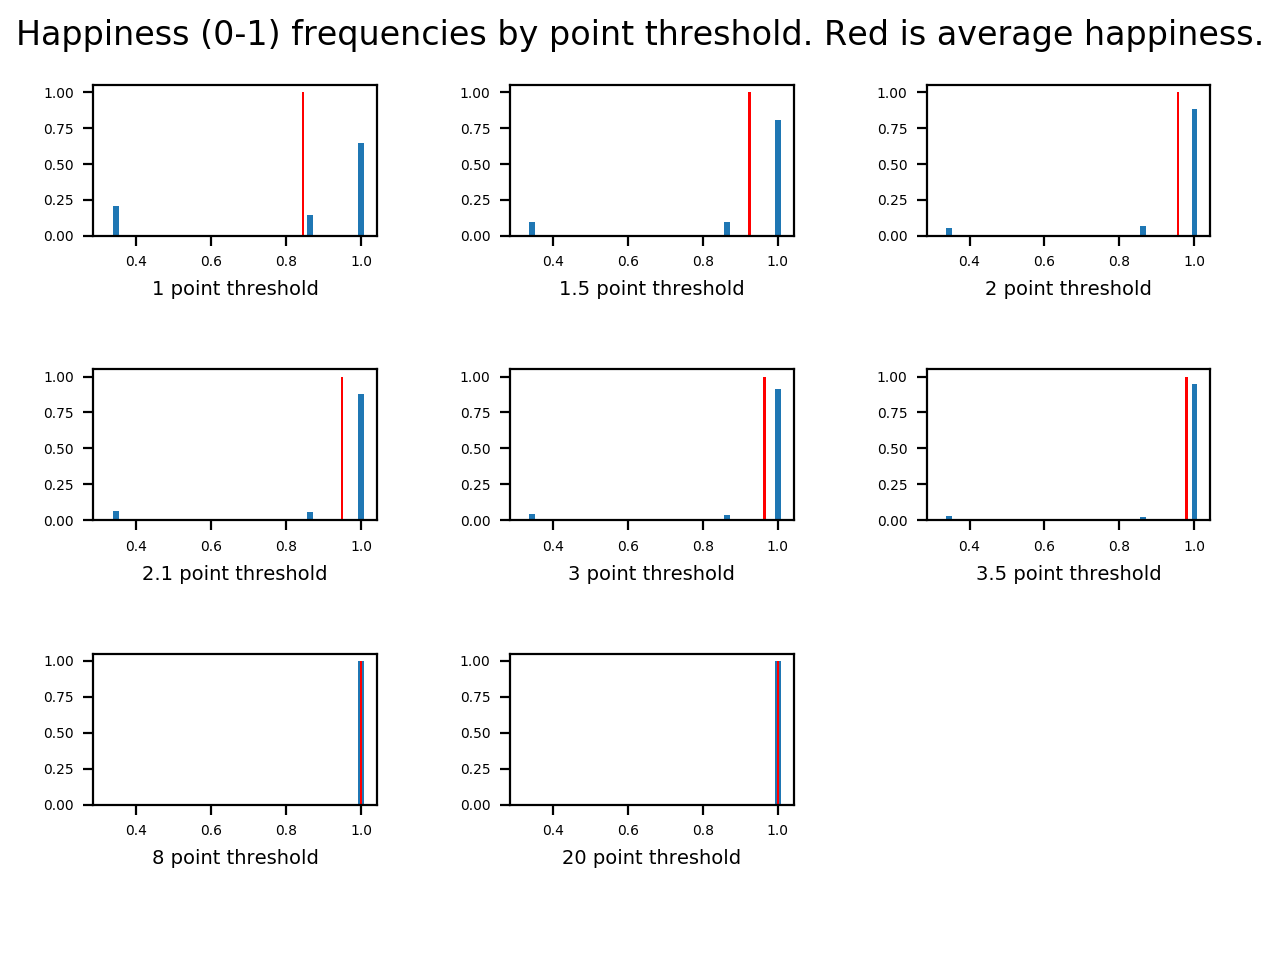 Happiness (0-1) frequencies by point threshold. Red is average happiness.
1.00 1.00 1.00
0.75 0.75 0.75
0.50 0.50 0.50
0.25 0.25 0.25
0.00 0.00 0.00
0.4 0.6 0.8 1.0 0.4 0.6 0.8 1.0 0.4 0.6 0.8 1.0
1 point threshold 1.5 point threshold 2 point threshold
1.00 1.00 1.00
0.75 0.75 0.75
0.50 0.50 0.50
0.25 0.25 0.25
0.00 0.00 0.00
0.4 0.6 0.8 1.0 0.4 0.6 0.8 1.0 0.4 0.6 0.8 1.0
2.1 point threshold 3 point threshold 3.5 point threshold
1.00 1.00
0.75 0.75
0.50 0.50
0.25 0.25
0.00 0.00
0.4 0.6 0.8 1.0 0.4 0.6 0.8 1.0
8 point threshold 20 point threshold